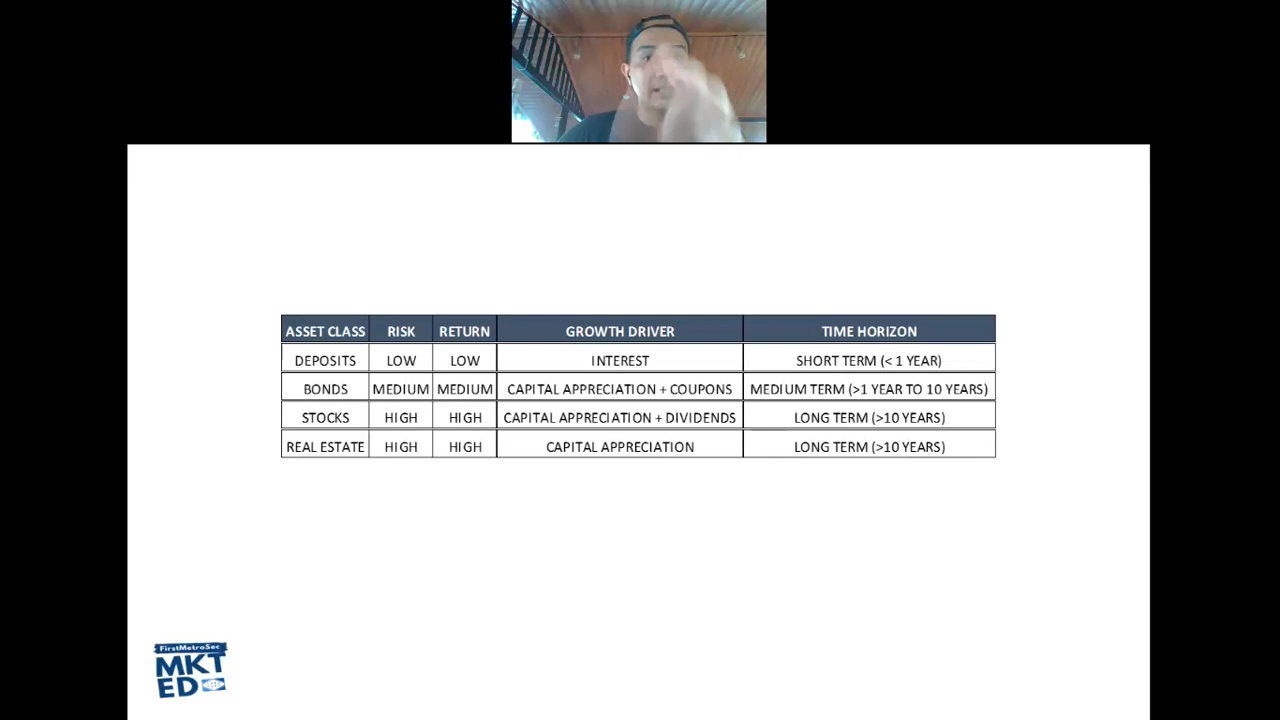 ASSET CLASS RISK RETURN GROWTH DRIVER TIME HORIZON
DEPOSITS LOW LOW INTEREST SHORT TERM (< 1 YEAR)
BONDS MEDIUM MEDIUM CAPITAL APPRECIATION + COUPONS MEDIUM TERM (>1 YEAR TO 10 YEARS)
STOCKS HIGH HIGH CAPITAL APPRECIATION + DIVIDENDS LONG TERM (>10 YEARS)
REAL ESTATE HIGH HIGH CAPITAL APPRECIATION LONG TERM (>10 YEARS)
FirstMetroSec
MKT
ED